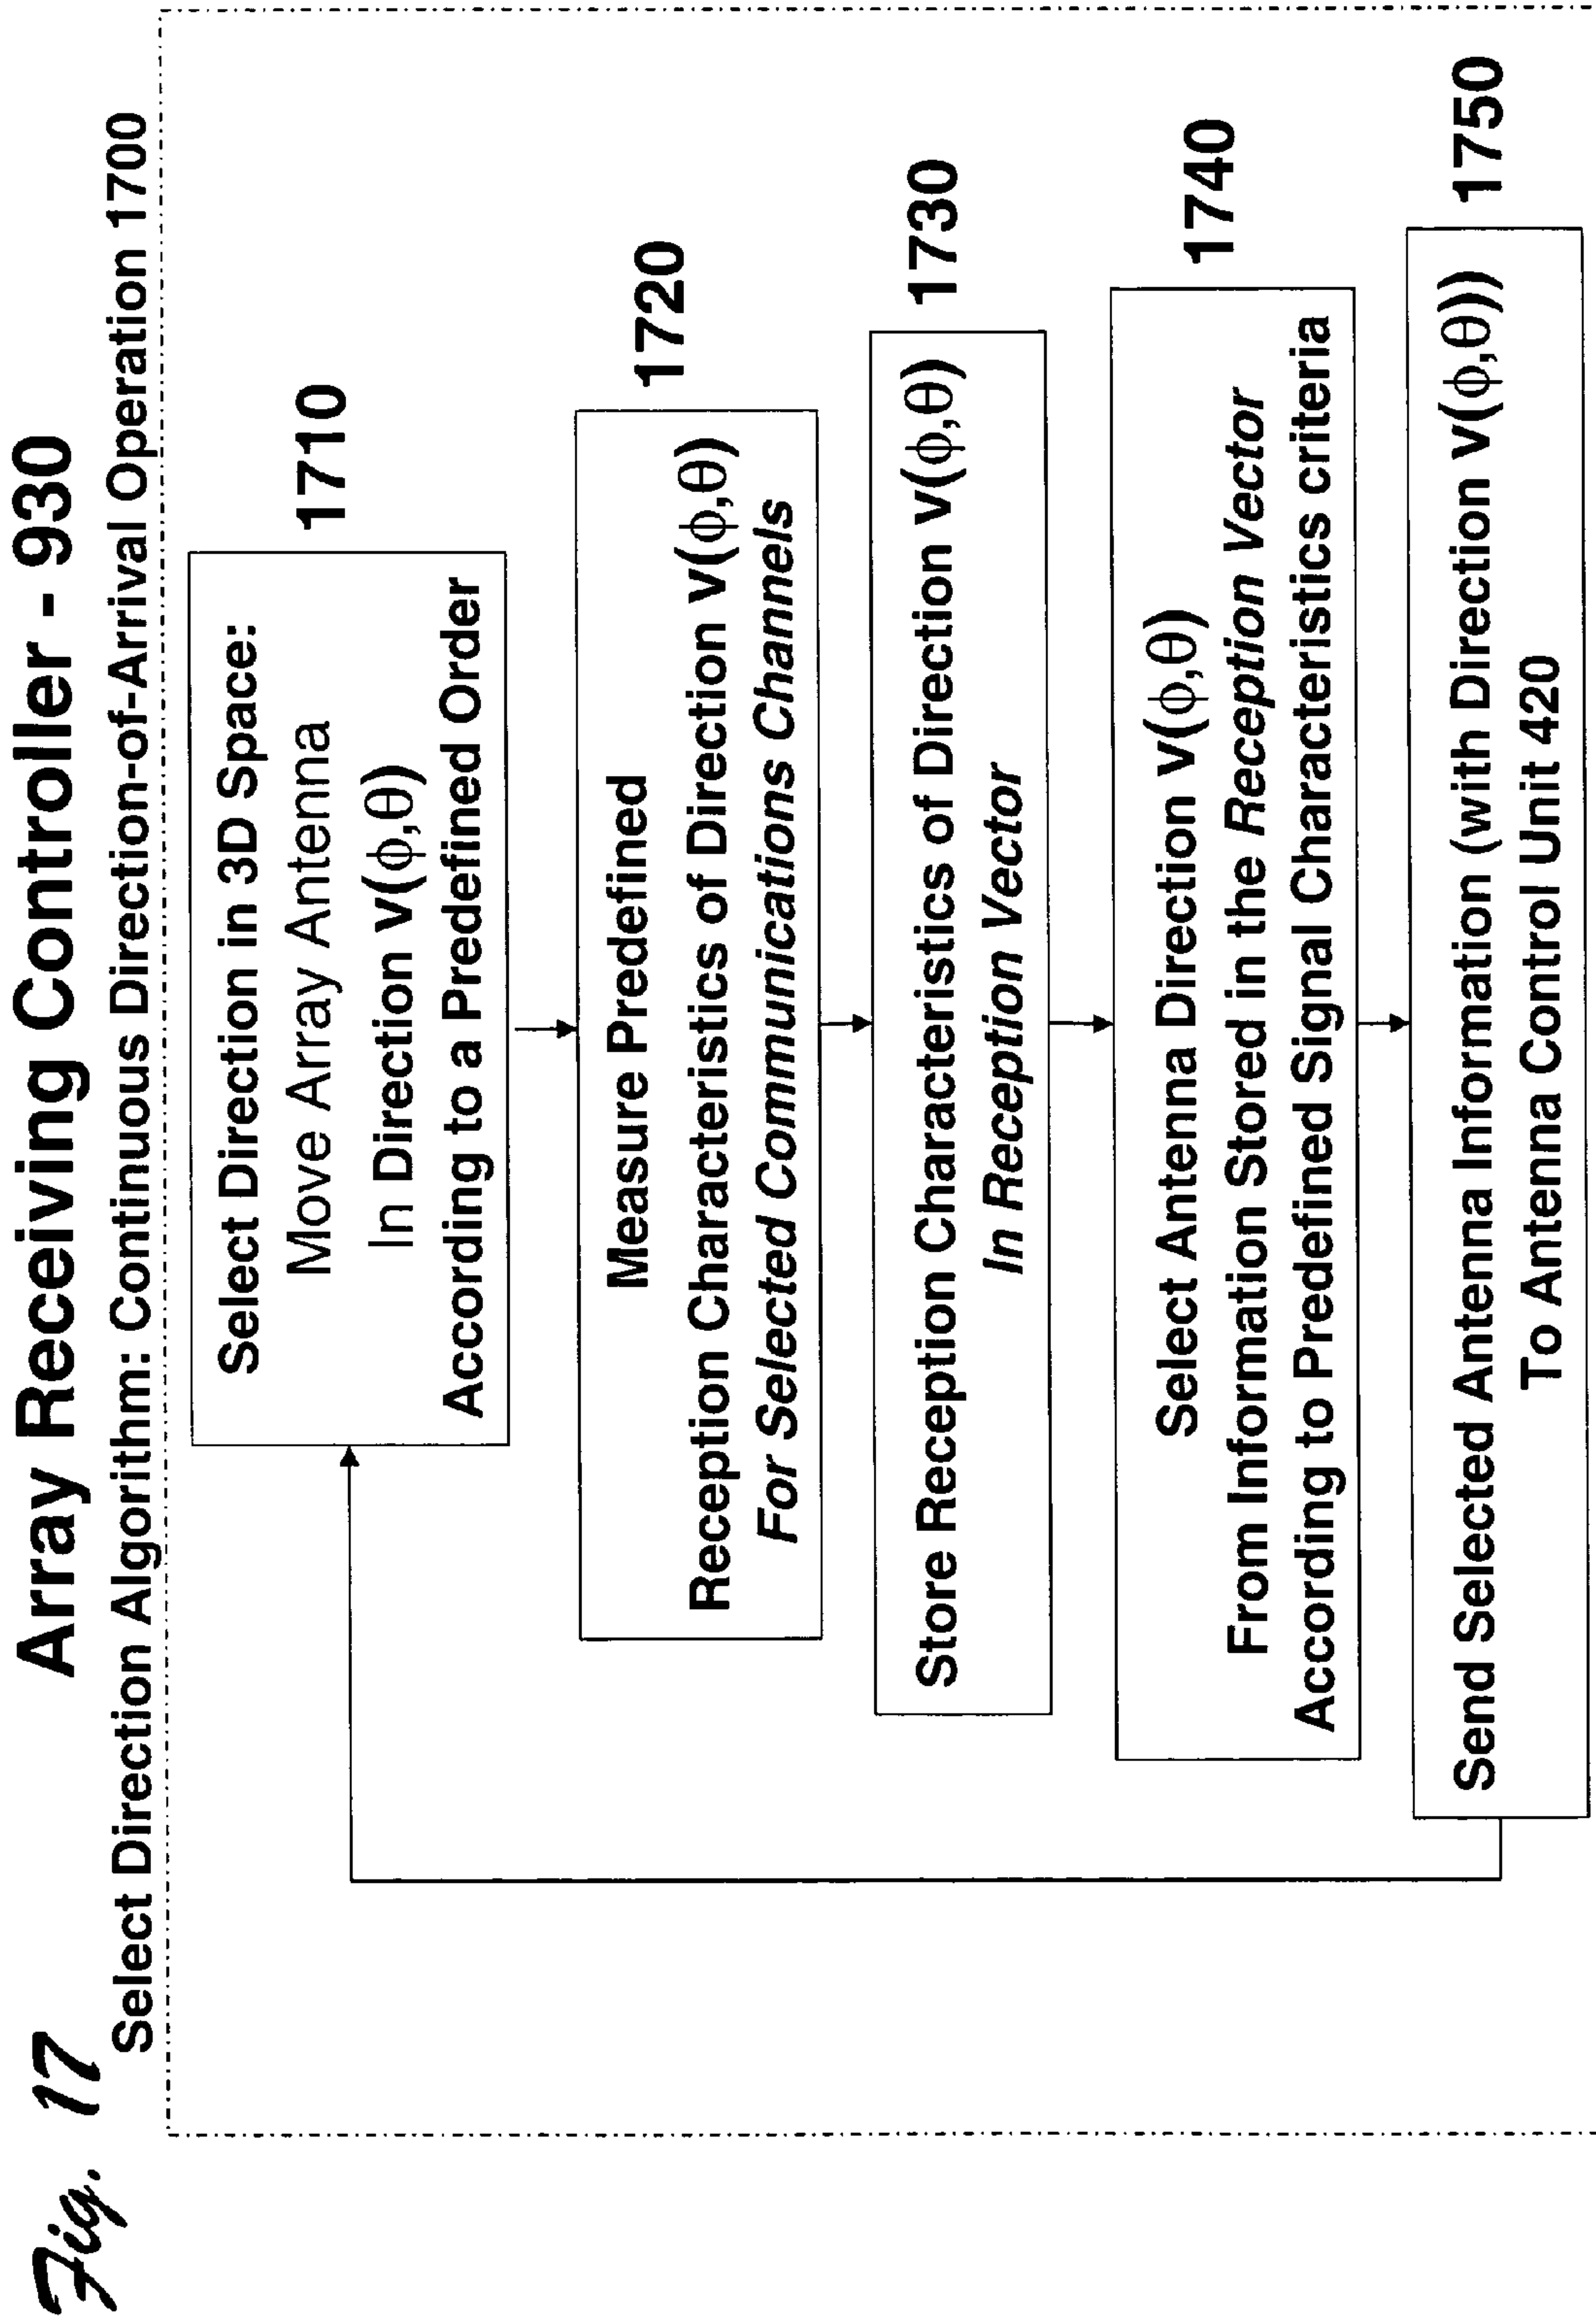 Fig. 17
Array Receiving Controller - 930
Select Direction Algorithm: Continuous Direction-of-Arrival Operation 1700
Select Direction in 3D Space:
Move Array Antenna
In Direction v(ϕ,θ)
According to a Predefined Order
1710
Measure Predefined
Reception Characteristics of Direction v(ϕ,θ)
For Selected Communications Channels
1720
Store Reception Characteristics of Direction v(ϕ,θ)
In Reception Vector
1730
Select Antenna Direction v(ϕ,θ)
From Information Stored in the Reception Vector
According to Predefined Signal Characteristics criteria
1740
Send Selected Antenna Information (with Direction v(ϕ,θ))
To Antenna Control Unit 420
1750